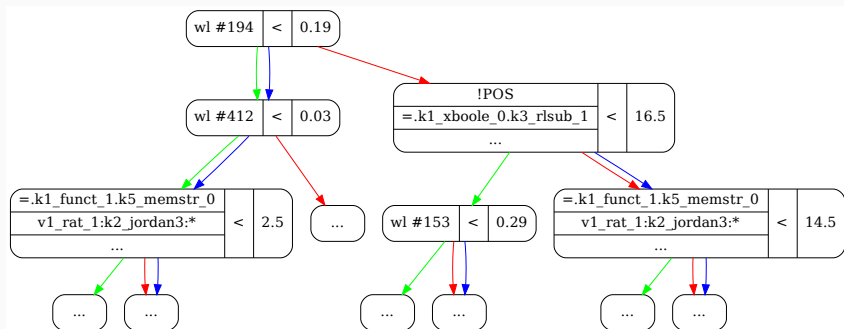 wl #194 < 0.19
wl #412 < 0.03
!POS
=.k1_xboole_0.k3_rlsub_1 < 16.5
...
=.k1_funct_1.k5_memstr_0
v1_rat_1:k2_jordan3:* < 2.5
...
...
wl #153 < 0.29
=.k1_funct_1.k5_memstr_0
v1_rat_1:k2_jordan3:* < 14.5
...
... ... ... ... ... ...